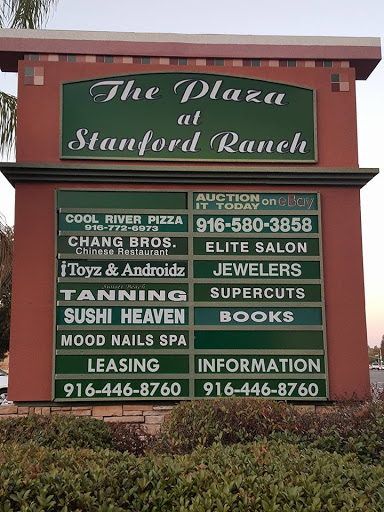 The Plaza
at
Stanford Ranch
AUCTION
IT TODAY on eBay
COOL RIVER PIZZA
916-772-6973
916-580-3858
CHANG BROS.
Chinese Restaurant
ELITE SALON
iToyz & Androidz
JEWELERS
Sunset Beach
TANNING
SUPERCUTS
SUSHI HEAVEN
BOOKS
MOOD NAILS SPA
LEASING
INFORMATION
916-446-8760
916-446-8760